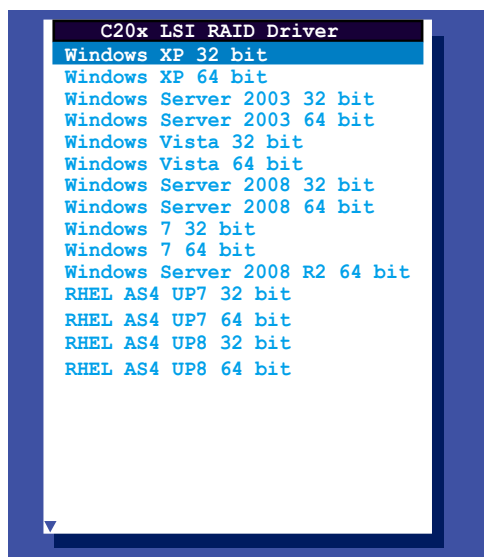 C20x LSI RAID Driver
Windows XP 32 bit
Windows XP 64 bit
Windows Server 2003 32 bit
Windows Server 2003 64 bit
Windows Vista 32 bit
Windows Vista 64 bit
Windows Server 2008 32 bit
Windows Server 2008 64 bit
Windows 7 32 bit
Windows 7 64 bit
Windows Server 2008 R2 64 bit
RHEL AS4 UP7 32 bit
RHEL AS4 UP7 64 bit
RHEL AS4 UP8 32 bit
RHEL AS4 UP8 64 bit